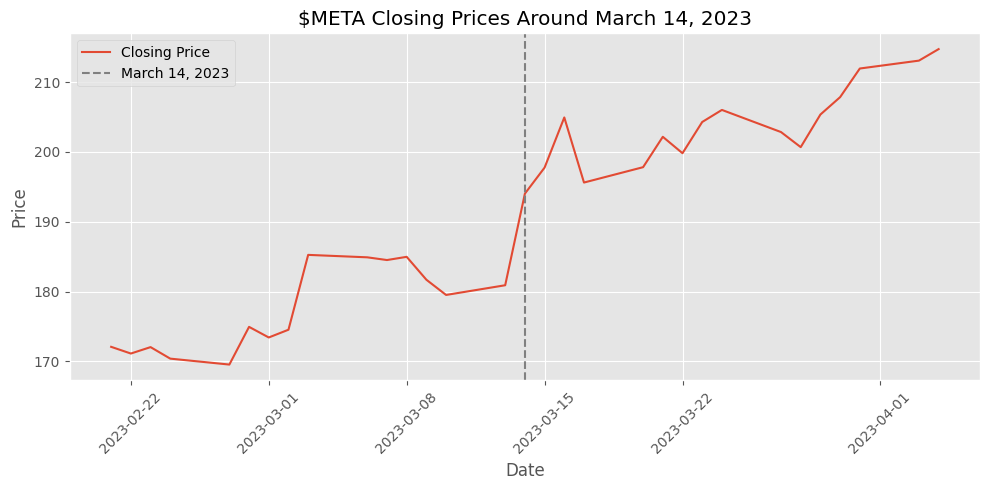 $META Closing Prices Around March 14, 2023
Closing Price
March 14, 2023
Price
210
200
190
180
170
2023-02-22
2023-03-01
2023-03-08
2023-03-15
2023-03-22
2023-04-01
Date